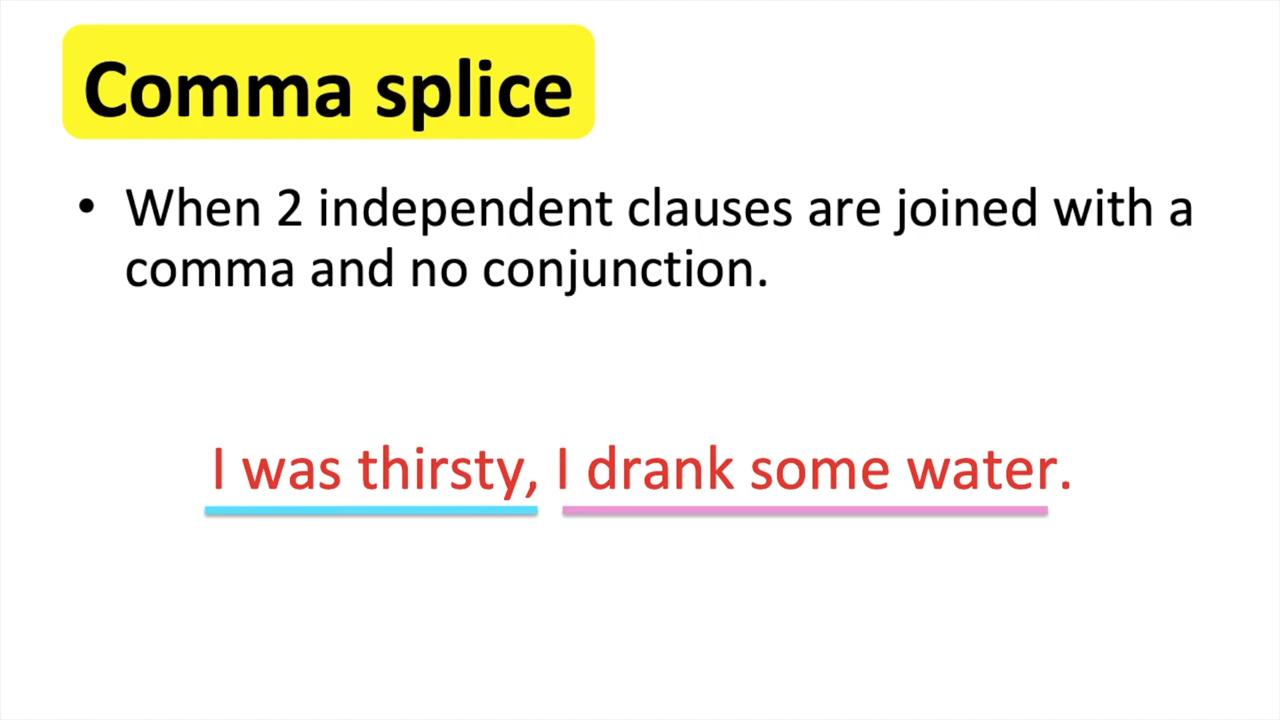 Comma splice
• When 2 independent clauses are joined with a
comma and no conjunction.
I was thirsty, I drank some water.